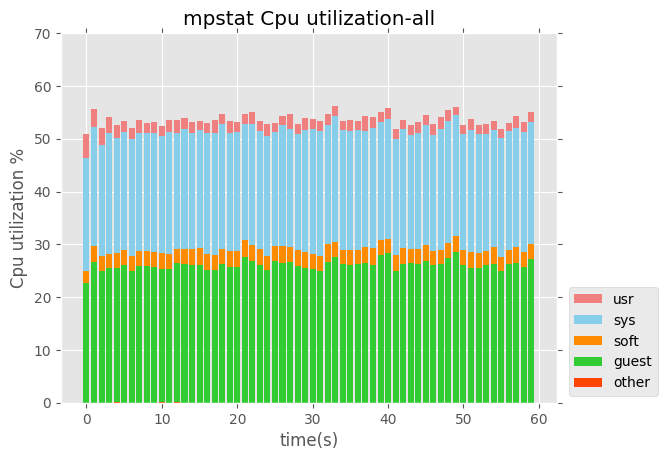 mpstat Cpu utilization-all
Cpu utilization %
70
60
50
40
30
20
10
0
0 10 20 30 40 50 60
time(s)
usr
sys
soft
guest
other